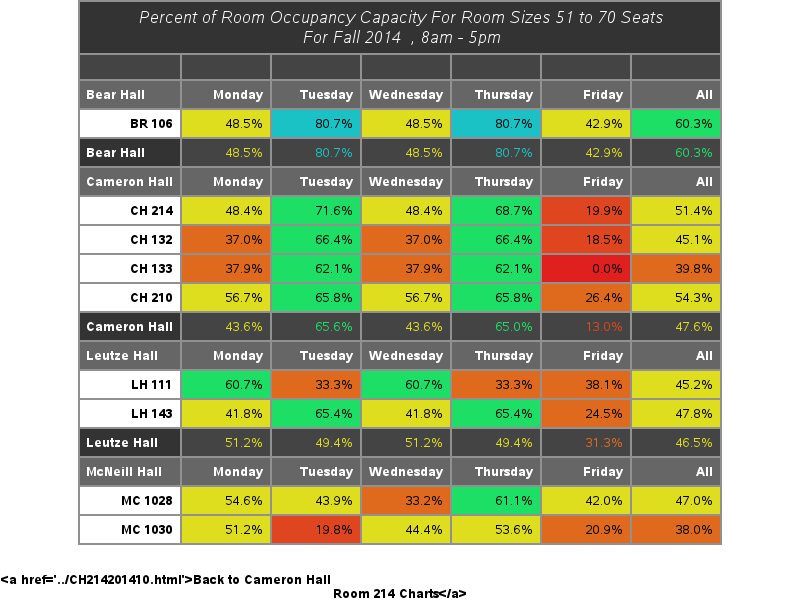 Percent of Room Occupancy Capacity For Room Sizes 51 to 70 Seats
For Fall 2014 , 8am - 5pm
Bear Hall Monday Tuesday Wednesday Thursday Friday All
BR 106 48.5% 80.7% 48.5% 80.7% 42.9% 60.3%
Bear Hall 48.5% 80.7% 48.5% 80.7% 42.9% 60.3%
Cameron Hall Monday Tuesday Wednesday Thursday Friday All
CH 214 48.4% 71.6% 48.4% 68.7% 19.9% 51.4%
CH 132 37.0% 66.4% 37.0% 66.4% 18.5% 45.1%
CH 133 37.9% 62.1% 37.9% 62.1% 0.0% 39.8%
CH 210 56.7% 65.8% 56.7% 65.8% 26.4% 54.3%
Cameron Hall 43.6% 65.6% 43.6% 65.0% 13.0% 47.6%
Leutze Hall Monday Tuesday Wednesday Thursday Friday All
LH 111 60.7% 33.3% 60.7% 33.3% 38.1% 45.2%
LH 143 41.8% 65.4% 41.8% 65.4% 24.5% 47.8%
Leutze Hall 51.2% 49.4% 51.2% 49.4% 31.3% 46.5%
McNeill Hall Monday Tuesday Wednesday Thursday Friday All
MC 1028 54.6% 43.9% 33.2% 61.1% 42.0% 47.0%
MC 1030 51.2% 19.8% 44.4% 53.6% 20.9% 38.0%
<a href='../CH214201410.html'>Back to Cameron Hall
Room 214 Charts</a>